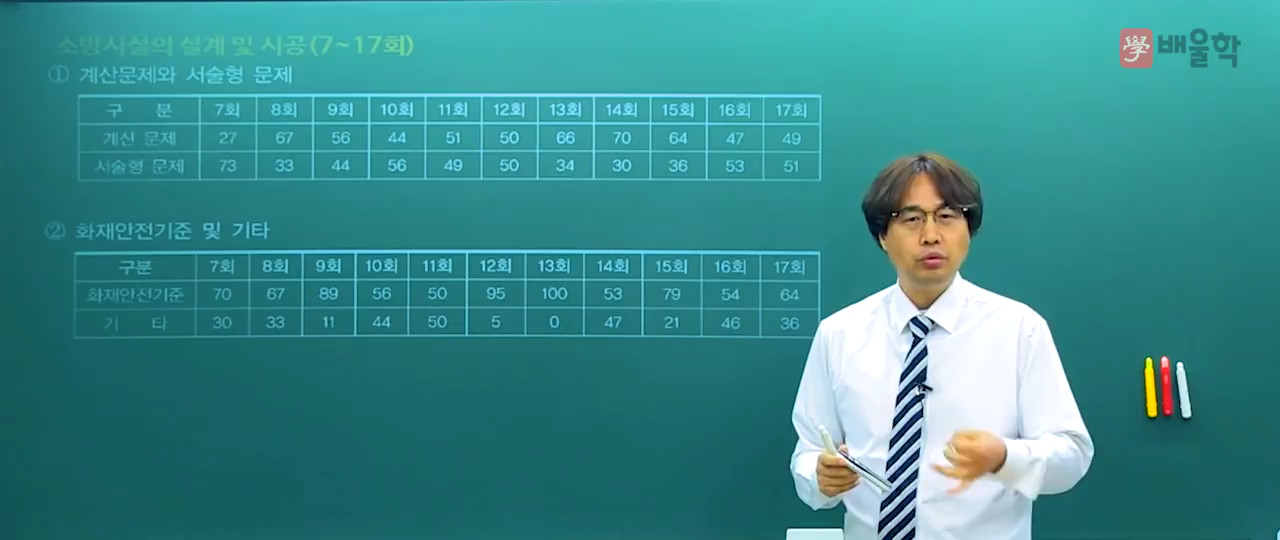 소방시설의 설계 및 시공(7~17회)
學 배울학
① 계산문제와 서술형 문제
구 분 7회 8회 9회 10회 11회 12회 13회 14회 15회 16회 17회
계산 문제 27 67 56 44 51 50 66 70 64 47 49
서술형 문제 73 33 44 56 49 50 34 30 36 53 51
② 화재안전기준 및 기타
구분 7회 8회 9회 10회 11회 12회 13회 14회 15회 16회 17회
화재안전기준 70 67 89 56 50 95 100 53 79 54 64
기 타 30 33 11 44 50 5 0 47 21 46 36